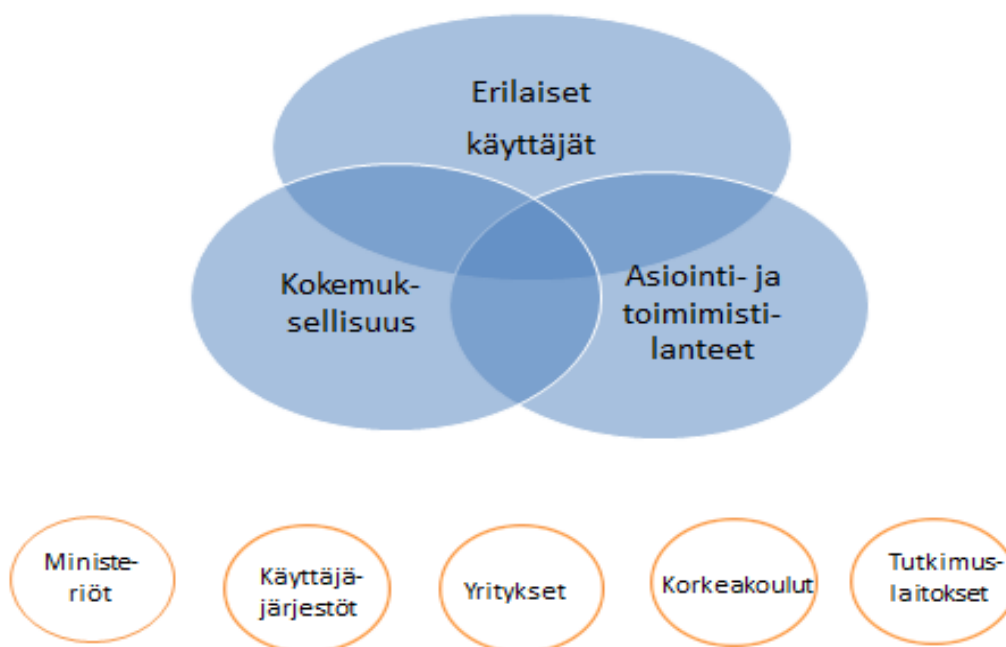 Erilaiset
käyttäjät
Kokemuk-
sellisuus
Asiointi- ja
toimimisti-
lanteet
Ministe-
riöt
Käyttäjä-
järjestöt
Yritykset
Korkeakoulut
Tutkimus-
laitokset